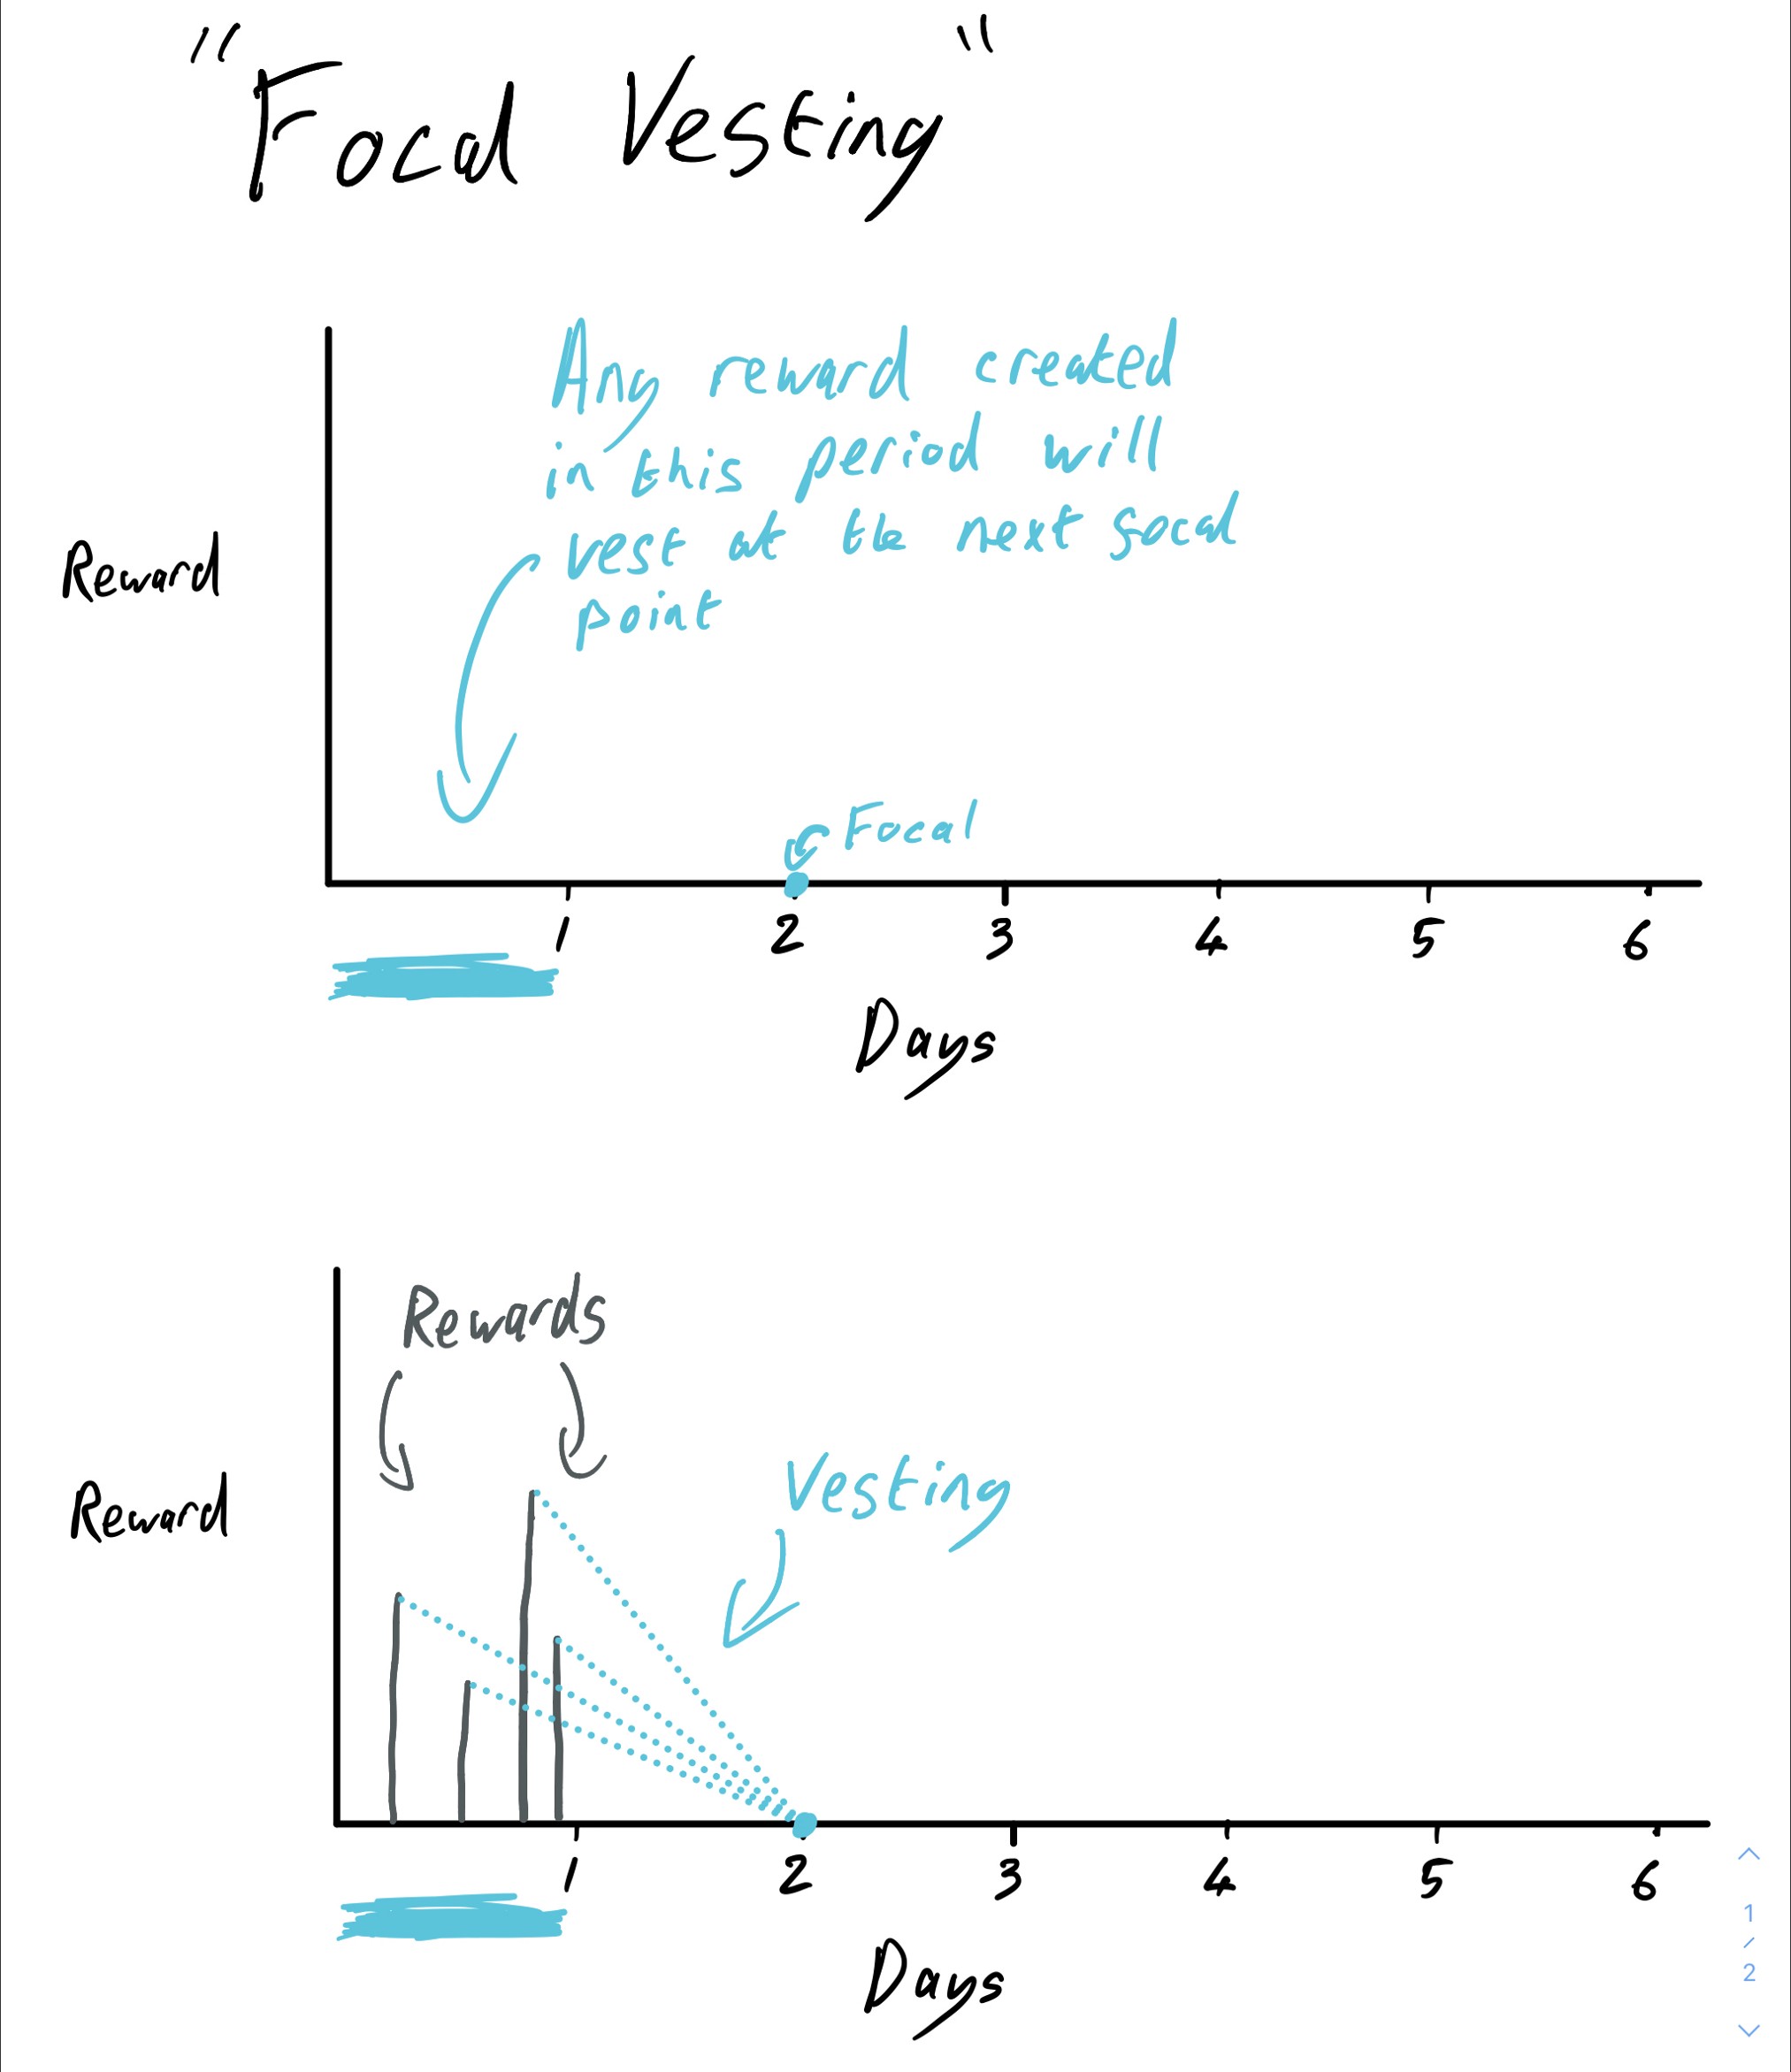 "Focal Vesting"
Any reward created
in this period will
vest at the next focal
point
Reward
Focal
1 2 3 4 5 6
Days
Rewards
Vesting
Reward
1 2 3 4 5 6
Days
1
/
2